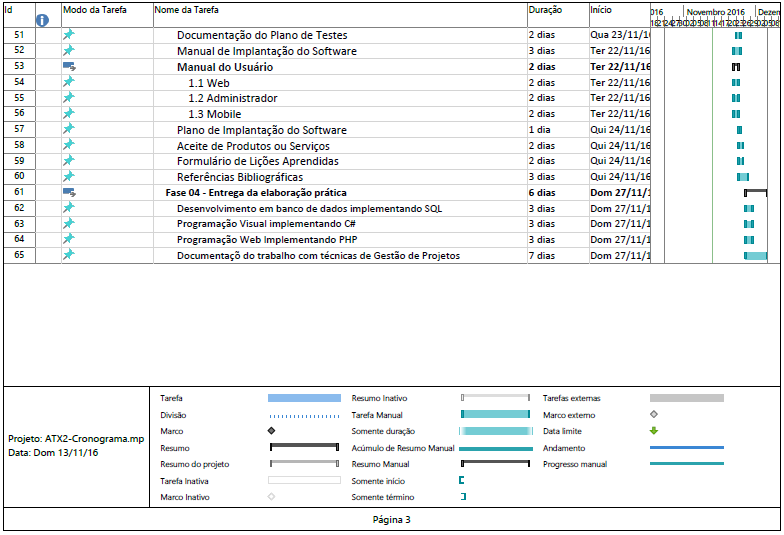 Id Modo da Tarefa Nome da Tarefa Duração Início 016 Novembro 2016 Dezem
51 Documentação do Plano de Testes 2 dias Qua 23/11/1
52 Manual de Implantação do Software 3 dias Ter 22/11/16
53 Manual do Usuário 2 dias Ter 22/11/16
54 1.1 Web 2 dias Ter 22/11/16
55 1.2 Administrador 2 dias Ter 22/11/16
56 1.3 Mobile 2 dias Ter 22/11/16
57 Plano de Implantação do Software 1 dia Qui 24/11/16
58 Aceite de Produtos ou Serviços 2 dias Qui 24/11/16
59 Formulário de Lições Aprendidas 2 dias Qui 24/11/16
60 Referências Bibliográficas 3 dias Qui 24/11/16
61 Fase 04 - Entrega da elaboração prática 6 dias Dom 27/11/1
62 Desenvolvimento em banco de dados implementando SQL 3 dias Dom 27/11/1
63 Programação Visual implementando C# 3 dias Dom 27/11/1
64 Programação Web Implementando PHP 3 dias Dom 27/11/1
65 Documentaçõ do trabalho com técnicas de Gestão de Projetos 7 dias Dom 27/11/1
Projeto: ATX2-Cronograma.mp
Data: Dom 13/11/16
Tarefa Resumo Inativo Tarefas externas
Divisão Tarefa Manual Marco externo
Marco Somente duração Data limite
Resumo Acúmulo de Resumo Manual Andamento
Resumo do projeto Resumo Manual Progresso manual
Tarefa Inativa Somente início
Marco Inativo Somente término
Página 3